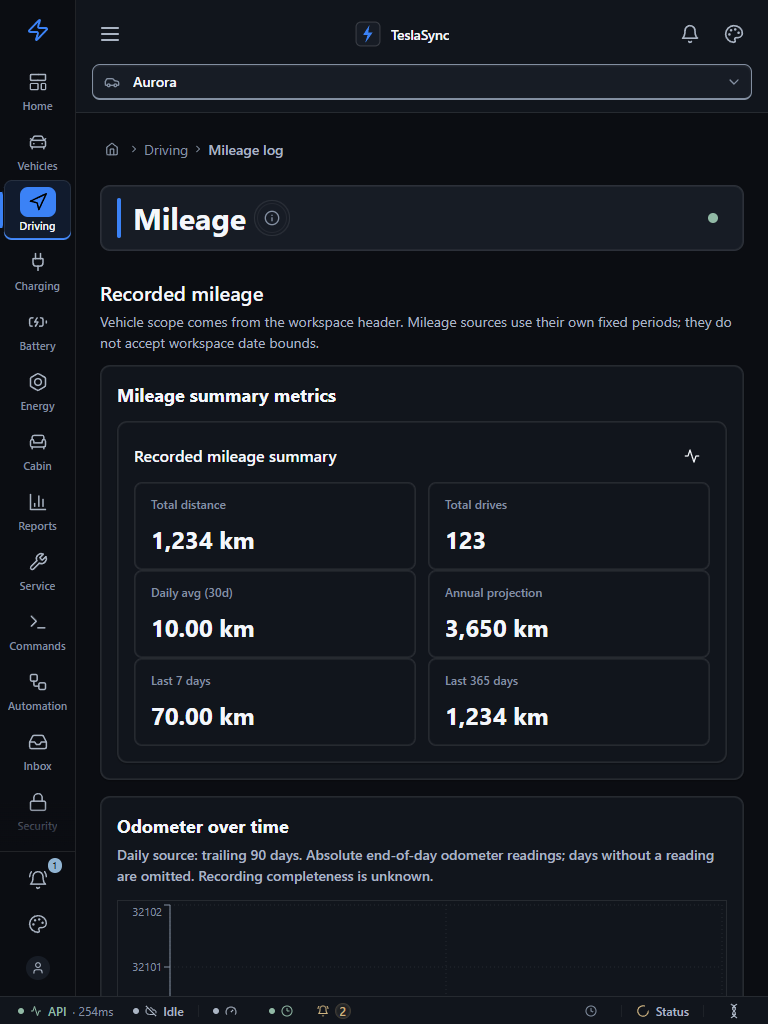 TeslaSync
Aurora
Home
Vehicles
Driving
Charging
Battery
Energy
Cabin
Reports
Service
Commands
Automation
Inbox
Security
1
Driving
Mileage log
Mileage
Recorded mileage
Vehicle scope comes from the workspace header. Mileage sources use their own fixed periods; they do
not accept workspace date bounds.
Mileage summary metrics
Recorded mileage summary
Total distance
1,234 km
Total drives
123
Daily avg (30d)
10.00 km
Annual projection
3,650 km
Last 7 days
70.00 km
Last 365 days
1,234 km
Odometer over time
Daily source: trailing 90 days. Absolute end-of-day odometer readings; days without a reading
are omitted. Recording completeness is unknown.
32102
32101
API · 254ms
Idle
2
Status